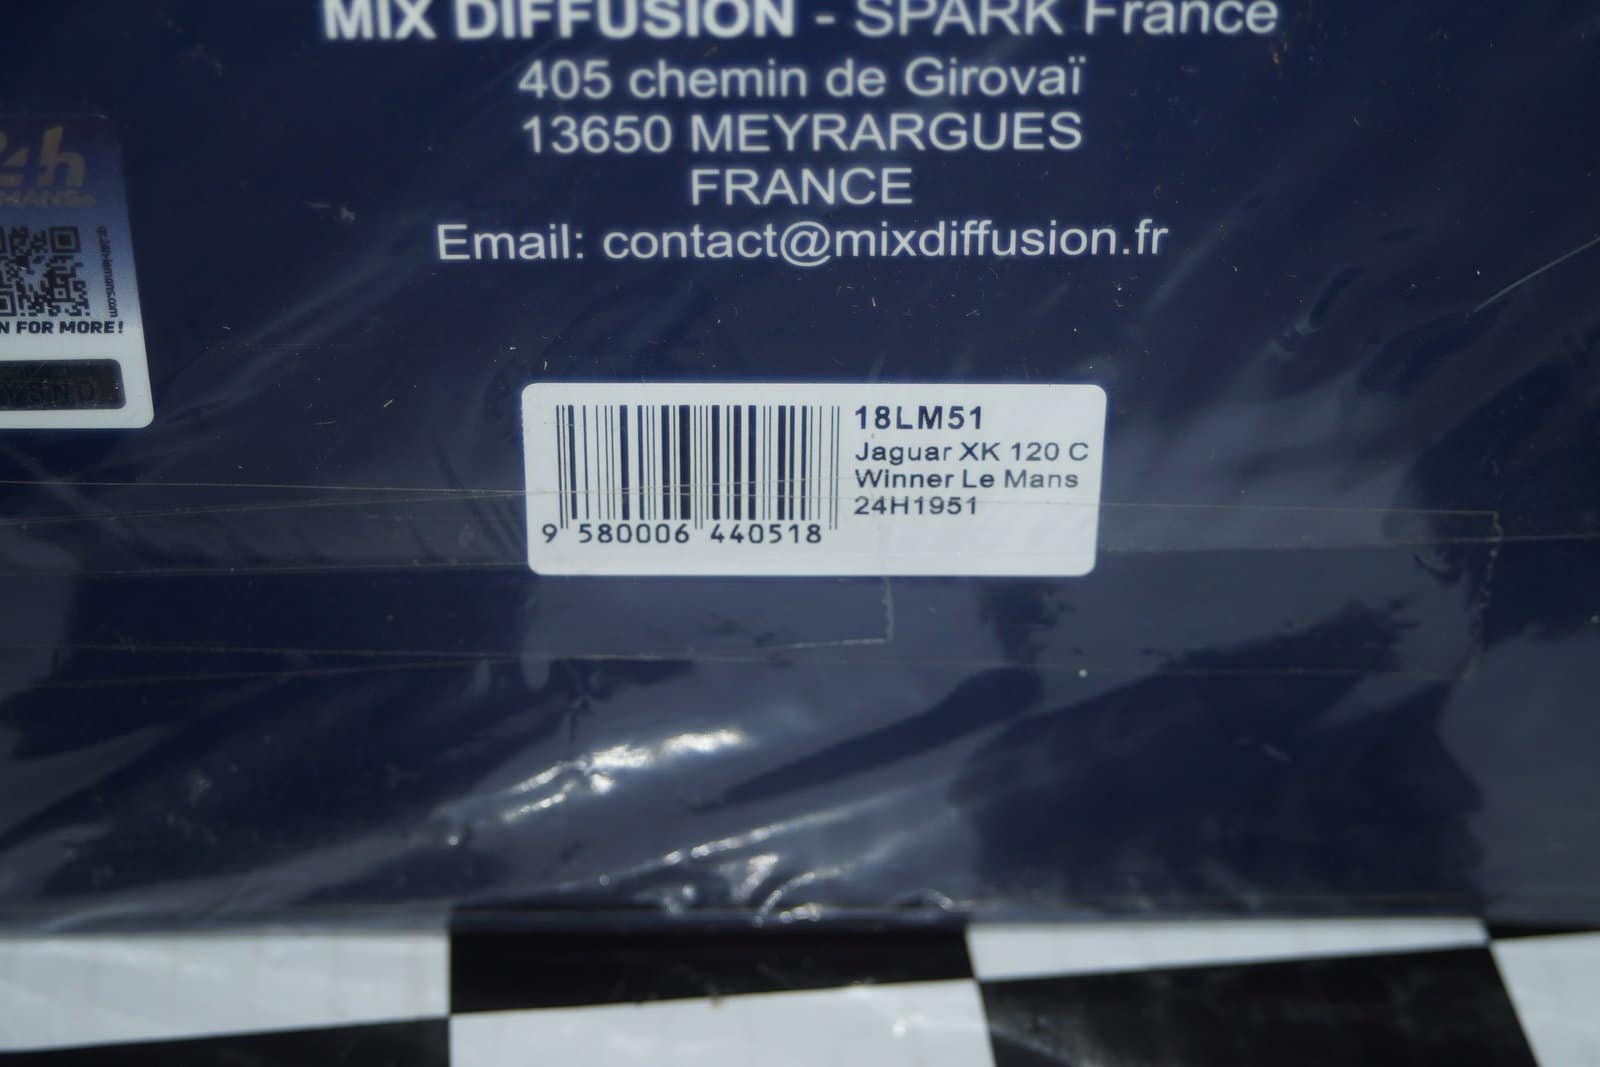 MIX DIFFUSION - SPARK France
405 chemin de Girovaï
13650 MEYRARGUES
FRANCE
Email: contact@mixdiffusion.fr
24h
FOR MORE!
18LM51
Jaguar XK 120 C
Winner Le Mans
24H1951
9 580006 440518